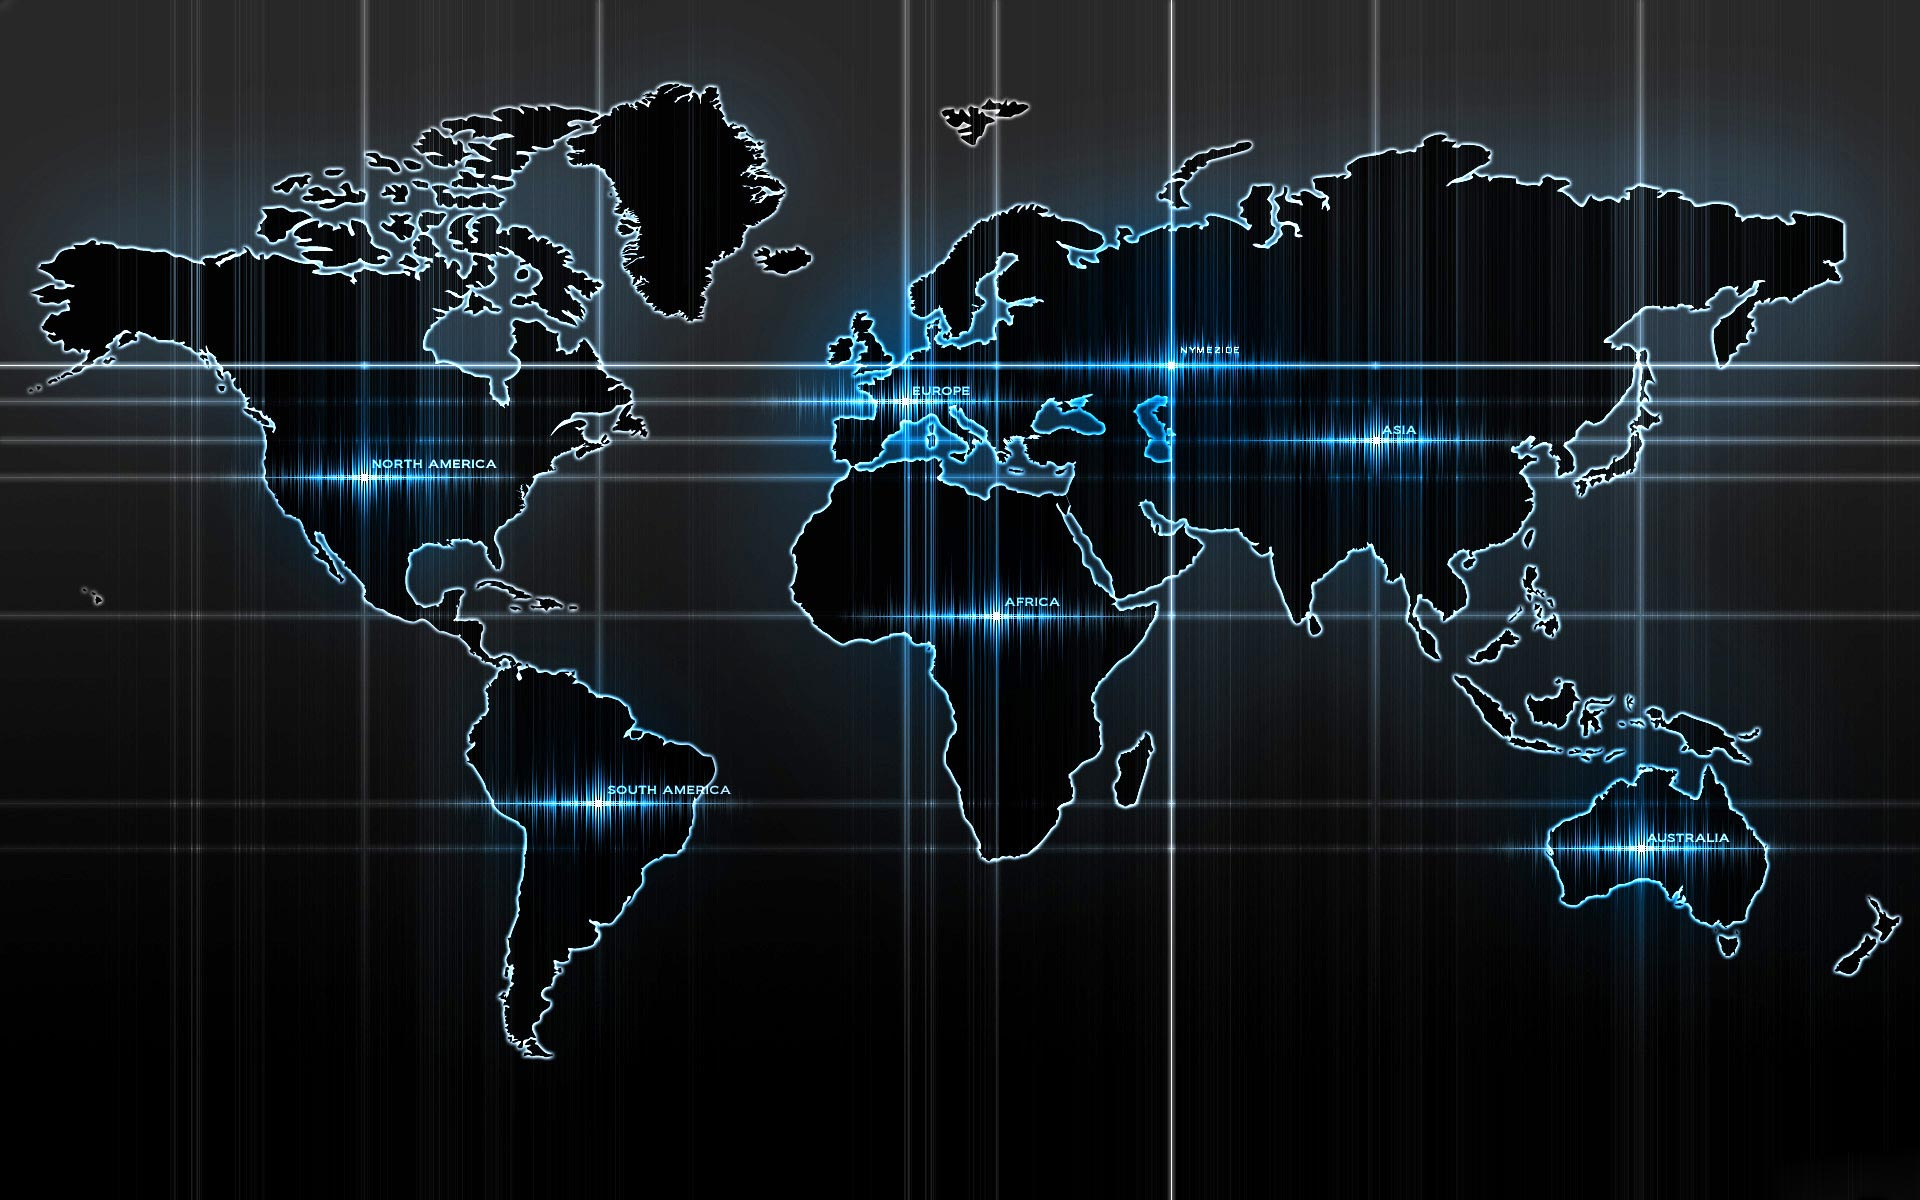 NYMEZIDE
EUROPE
ASIA
NORTH AMERICA
AFRICA
SOUTH AMERICA
AUSTRALIA